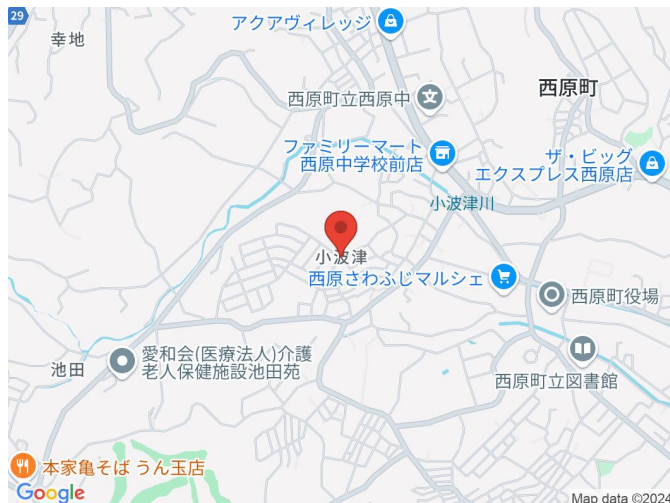 29
幸地
アクアヴィレッジ
西原町立西原中
西原町
ファミリーマート
西原中学校前店
ザ・ビッグ
エクスプレス西原店
小波津川
小波津
西原さわふじマルシェ
西原町役場
愛和会(医療法人)介護
老人保健施設池田苑
池田
西原町立図書館
本家亀そば うん玉店
Google
Map data ©2024